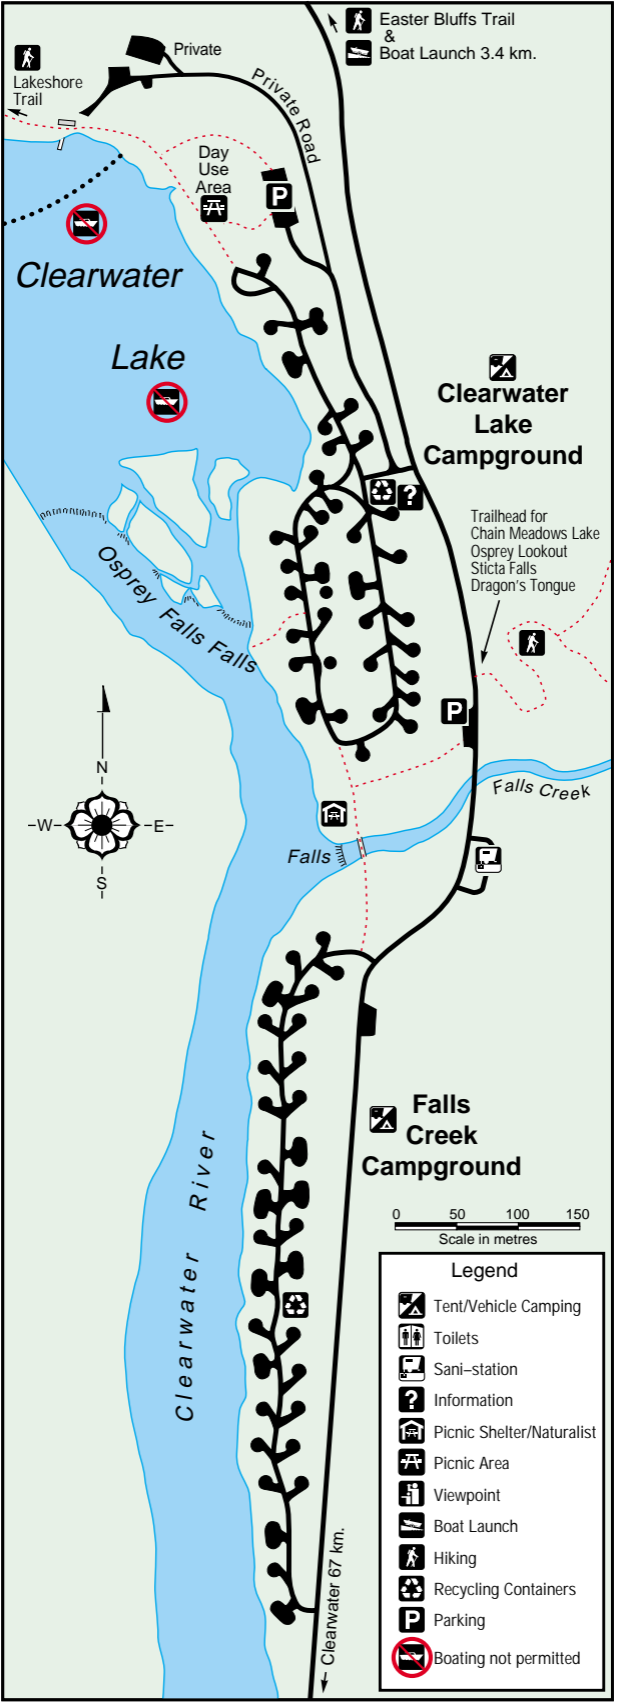 Easter Bluffs Trail
&
Boat Launch 3.4 km.
Private
Lakeshore
Trail
Private Road
Day
Use
Area
P
Clearwater
Lake
Clearwater
Lake
Campground
?
Trailhead for
Chain Meadows Lake
Osprey Lookout
Sticta Falls
Dragon's Tongue
Osprey Falls Falls
P
N
W
E
S
Falls Creek
Falls
Falls
Creek
Campground
Clearwater River
0 50 100 150
Scale in metres
Legend
Tent/Vehicle Camping
Toilets
Sani–station
? Information
Picnic Shelter/Naturalist
Picnic Area
Viewpoint
Boat Launch
Hiking
Recycling Containers
P Parking
Boating not permitted
Clearwater 67 km.